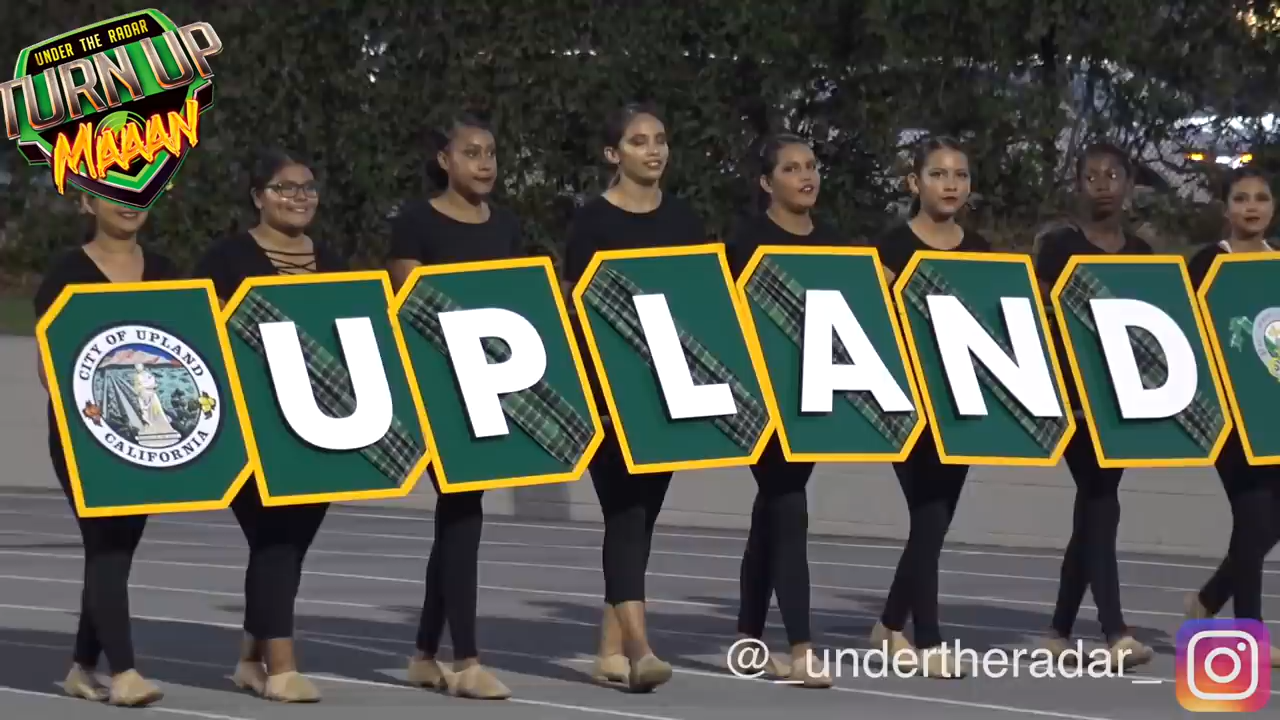 UNDER THE RADAR
TURN UP
MAAAN
CITY OF UPLAND
CALIFORNIA
UPLAND
@_undertheradar_